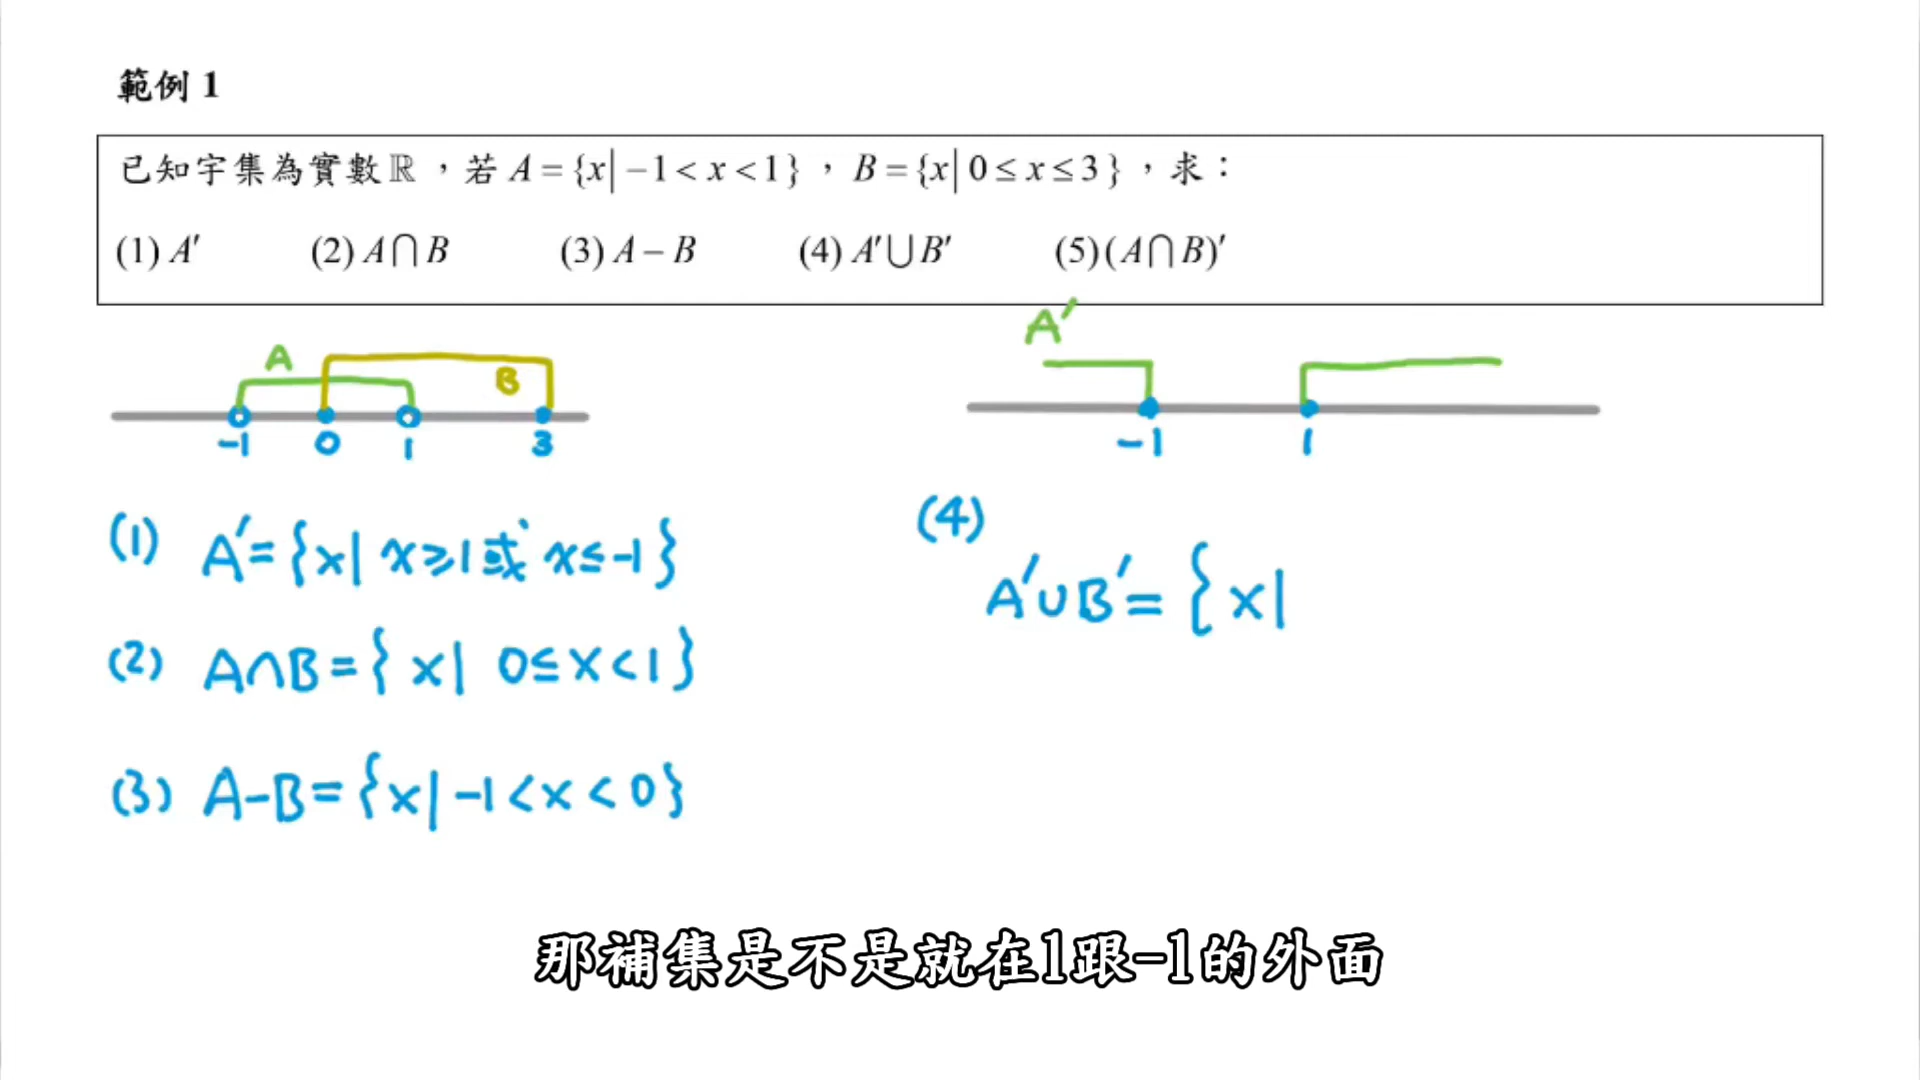 範例 1
已知宇集為實數ℝ,若 A={x|−1<x<1},B={x|0≤x≤3},求:
(1) A′ (2) A⋂B (3) A−B (4) A′⋃B′ (5) (A⋂B)′
A B
-1 0 1 3
A′
-1 1
(1) A′={x| x≥1或 x≤-1}
(2) A∩B={x| 0≤x<1}
(3) A-B={x|-1<x<0}
(4)
A′∪B′={x|
那補集是不是就在1跟-1的外面